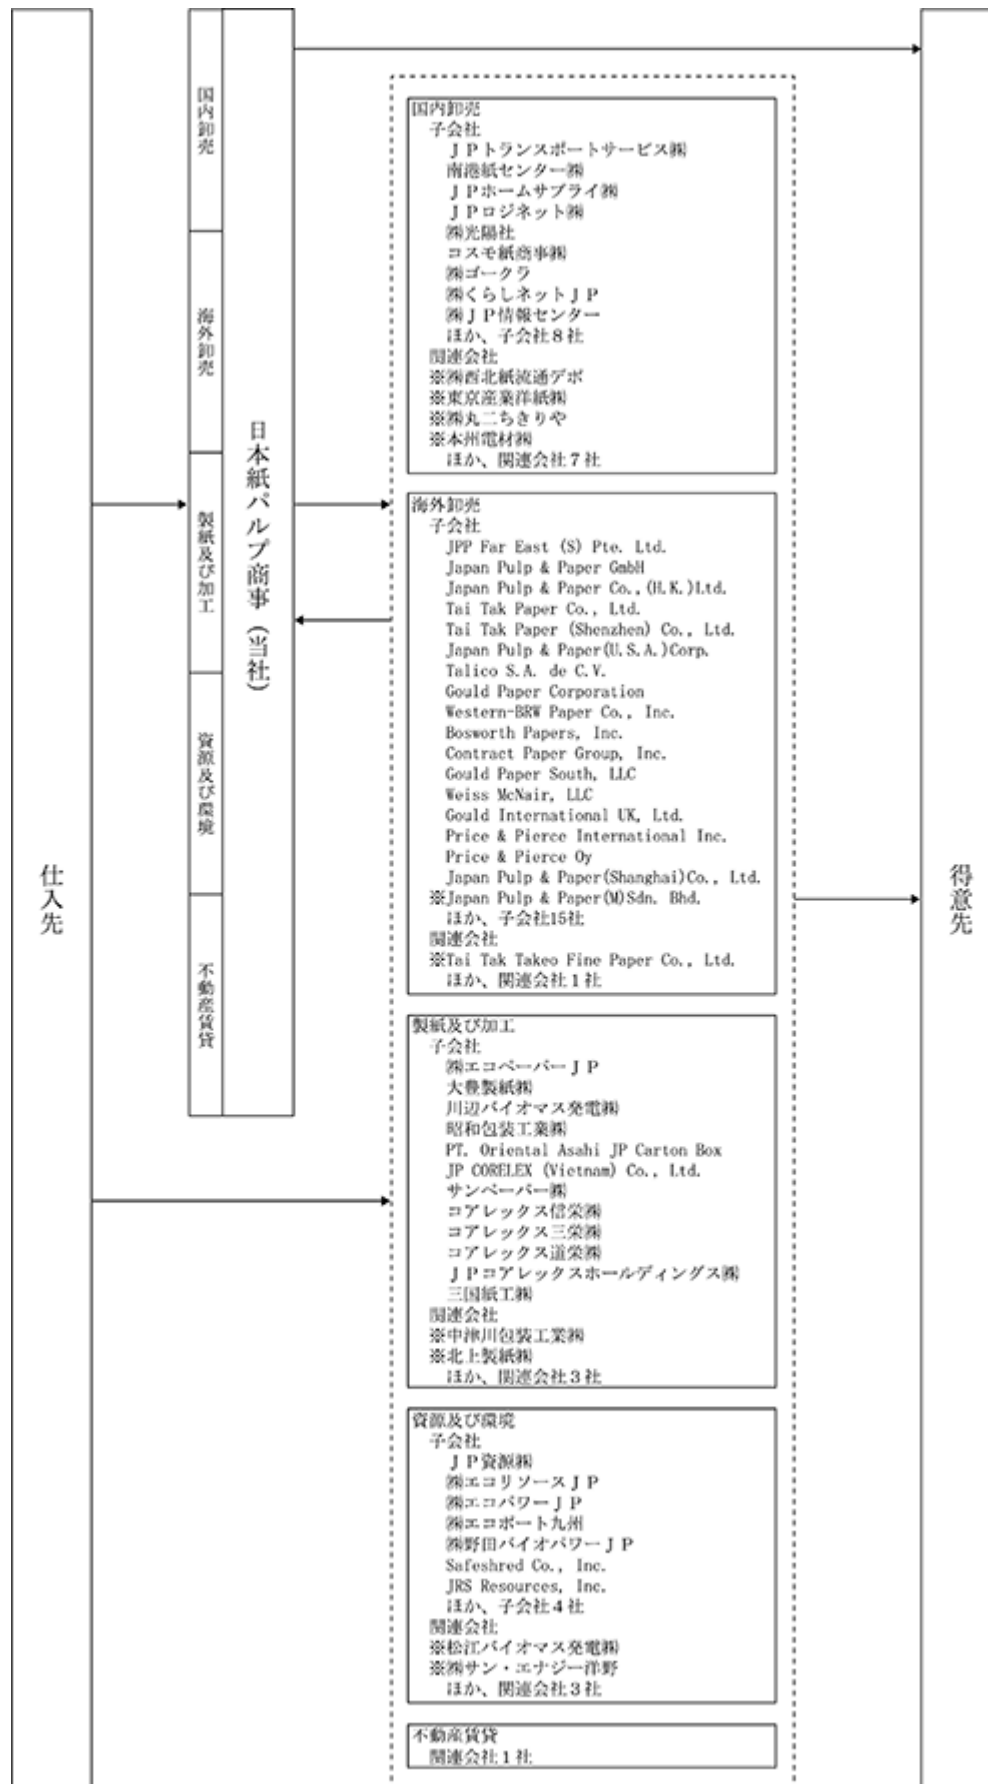 仕入先
国内卸売
海外卸売
製紙及び加工
資源及び環境
不動産賃貸
日本紙パルプ商事（当社）
国内卸売
子会社
ＪＰトランスポートサービス㈱
南港紙センター㈱
ＪＰホームサプライ㈱
ＪＰロジネット㈱
㈱光陽社
コスモ紙商事㈱
㈱ゴークラ
㈱くらしネットＪＰ
㈱ＪＰ情報センター
ほか、子会社８社
関連会社
※㈱西北紙流通デポ
※東京産業洋紙㈱
※㈱丸二ちきりや
※本州電材㈱
ほか、関連会社７社
海外卸売
子会社
JPP Far East (S) Pte. Ltd.
Japan Pulp & Paper GmbH
Japan Pulp & Paper Co.,(H.K.)Ltd.
Tai Tak Paper Co., Ltd.
Tai Tak Paper (Shenzhen) Co., Ltd.
Japan Pulp & Paper(U.S.A.)Corp.
Talico S.A. de C.V.
Gould Paper Corporation
Western-BRW Paper Co., Inc.
Bosworth Papers, Inc.
Contract Paper Group, Inc.
Gould Paper South, LLC
Weiss McNair, LLC
Gould International UK, Ltd.
Price & Pierce International Inc.
Price & Pierce Oy
Japan Pulp & Paper(Shanghai)Co., Ltd.
※Japan Pulp & Paper(M)Sdn. Bhd.
ほか、子会社15社
関連会社
※Tai Tak Takeo Fine Paper Co., Ltd.
ほか、関連会社１社
製紙及び加工
子会社
㈱エコペーパーＪＰ
大豊製紙㈱
川辺バイオマス発電㈱
昭和包装工業㈱
PT. Oriental Asahi JP Carton Box
JP CORELEX (Vietnam) Co., Ltd.
サンペーパー㈱
コアレックス信栄㈱
コアレックス三栄㈱
コアレックス道栄㈱
ＪＰコアレックスホールディングス㈱
三国紙工㈱
関連会社
※中津川包装工業㈱
※北上製紙㈱
ほか、関連会社３社
資源及び環境
子会社
ＪＰ資源㈱
㈱エコリソースＪＰ
㈱エコパワーＪＰ
㈱エコポート九州
㈱野田バイオパワーＪＰ
Safeshred Co., Inc.
JRS Resources, Inc.
ほか、子会社４社
関連会社
※松江バイオマス発電㈱
※㈱サン・エナジー洋野
ほか、関連会社３社
不動産賃貸
関連会社１社
得意先